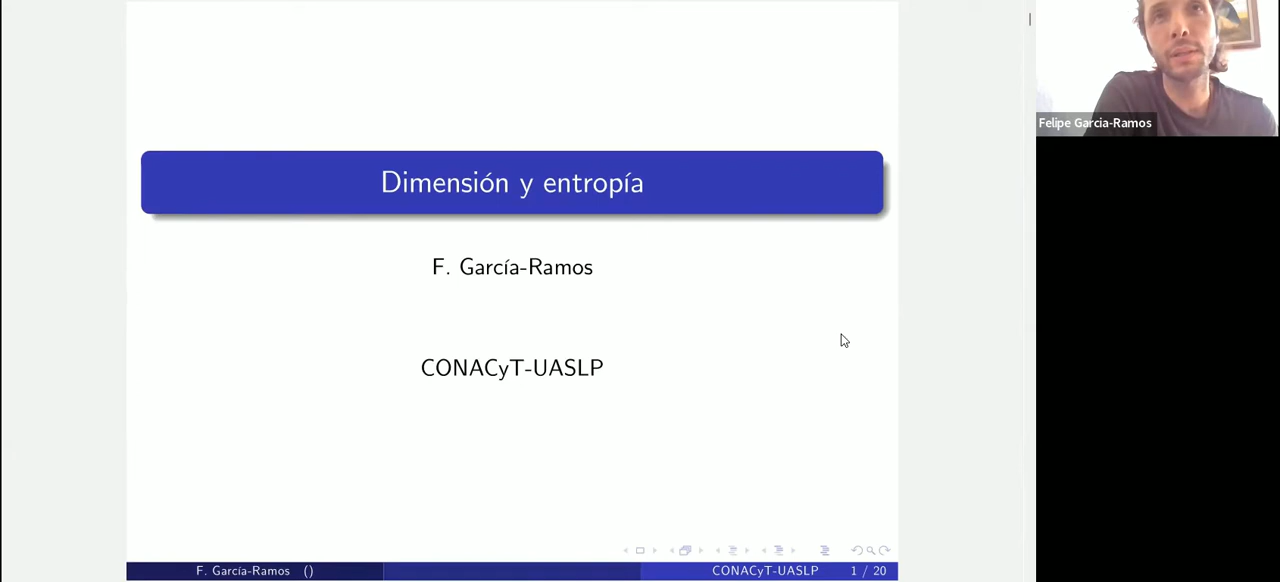 Felipe Garcia-Ramos
Dimensión y entropía
F. García-Ramos
CONACyT-UASLP
F. García-Ramos () CONACyT-UASLP 1 / 20